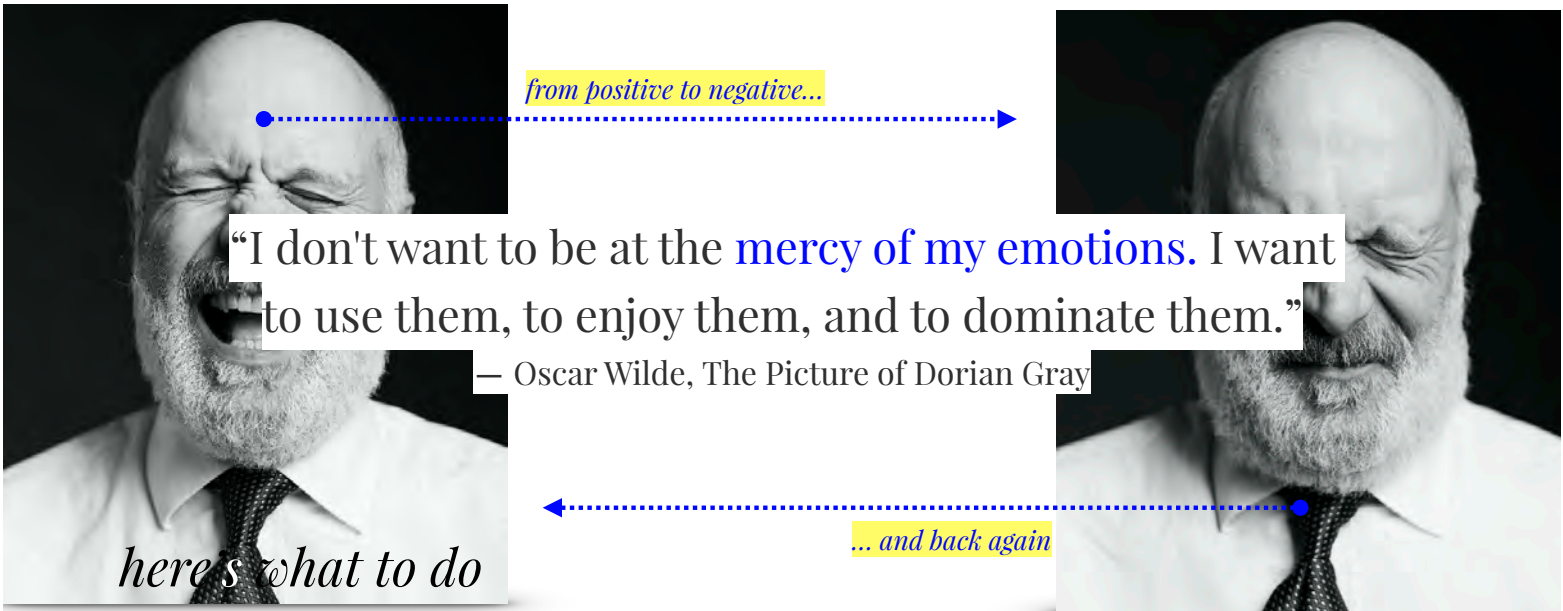 from positive to negative...
“I don't want to be at the mercy of my emotions. I want
to use them, to enjoy them, and to dominate them.”
— Oscar Wilde, The Picture of Dorian Gray
... and back again
here's what to do